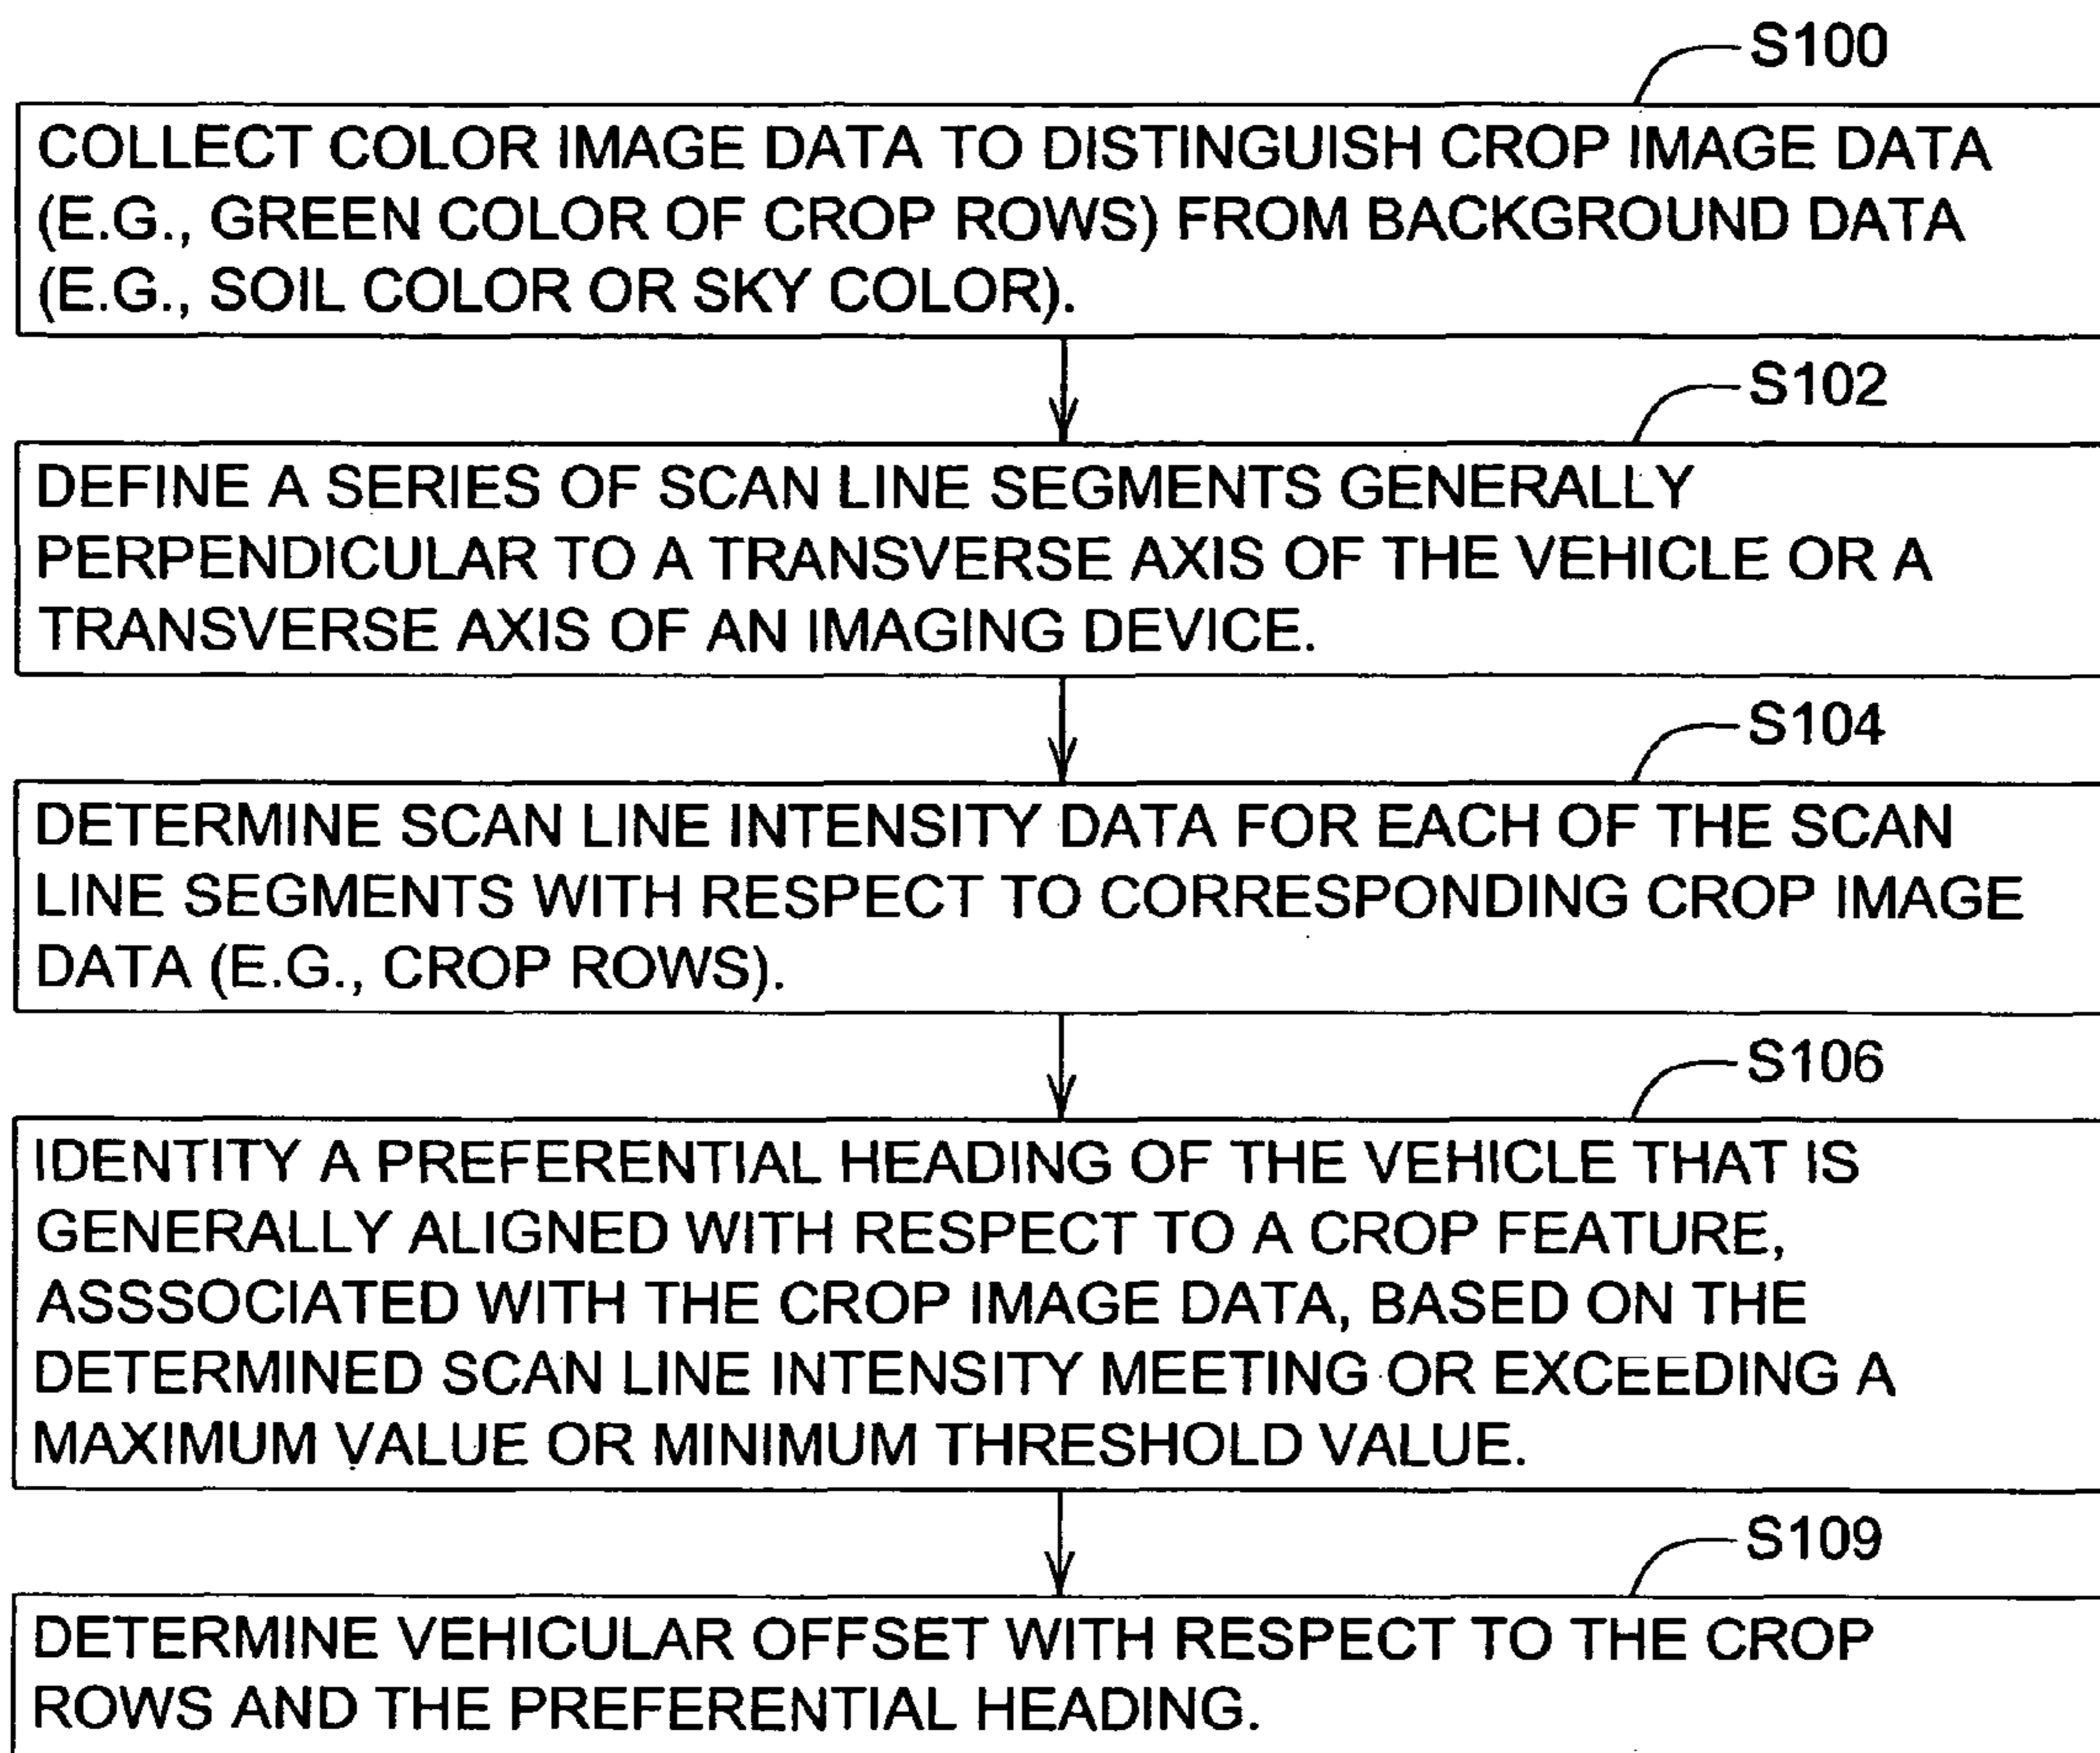 S100
COLLECT COLOR IMAGE DATA TO DISTINGUISH CROP IMAGE DATA
(E.G., GREEN COLOR OF CROP ROWS) FROM BACKGROUND DATA
(E.G., SOIL COLOR OR SKY COLOR).
S102
DEFINE A SERIES OF SCAN LINE SEGMENTS GENERALLY
PERPENDICULAR TO A TRANSVERSE AXIS OF THE VEHICLE OR A
TRANSVERSE AXIS OF AN IMAGING DEVICE.
S104
DETERMINE SCAN LINE INTENSITY DATA FOR EACH OF THE SCAN
LINE SEGMENTS WITH RESPECT TO CORRESPONDING CROP IMAGE
DATA (E.G., CROP ROWS).
S106
IDENTITY A PREFERENTIAL HEADING OF THE VEHICLE THAT IS
GENERALLY ALIGNED WITH RESPECT TO A CROP FEATURE,
ASSSOCIATED WITH THE CROP IMAGE DATA, BASED ON THE
DETERMINED SCAN LINE INTENSITY MEETING OR EXCEEDING A
MAXIMUM VALUE OR MINIMUM THRESHOLD VALUE.
S109
DETERMINE VEHICULAR OFFSET WITH RESPECT TO THE CROP
ROWS AND THE PREFERENTIAL HEADING.